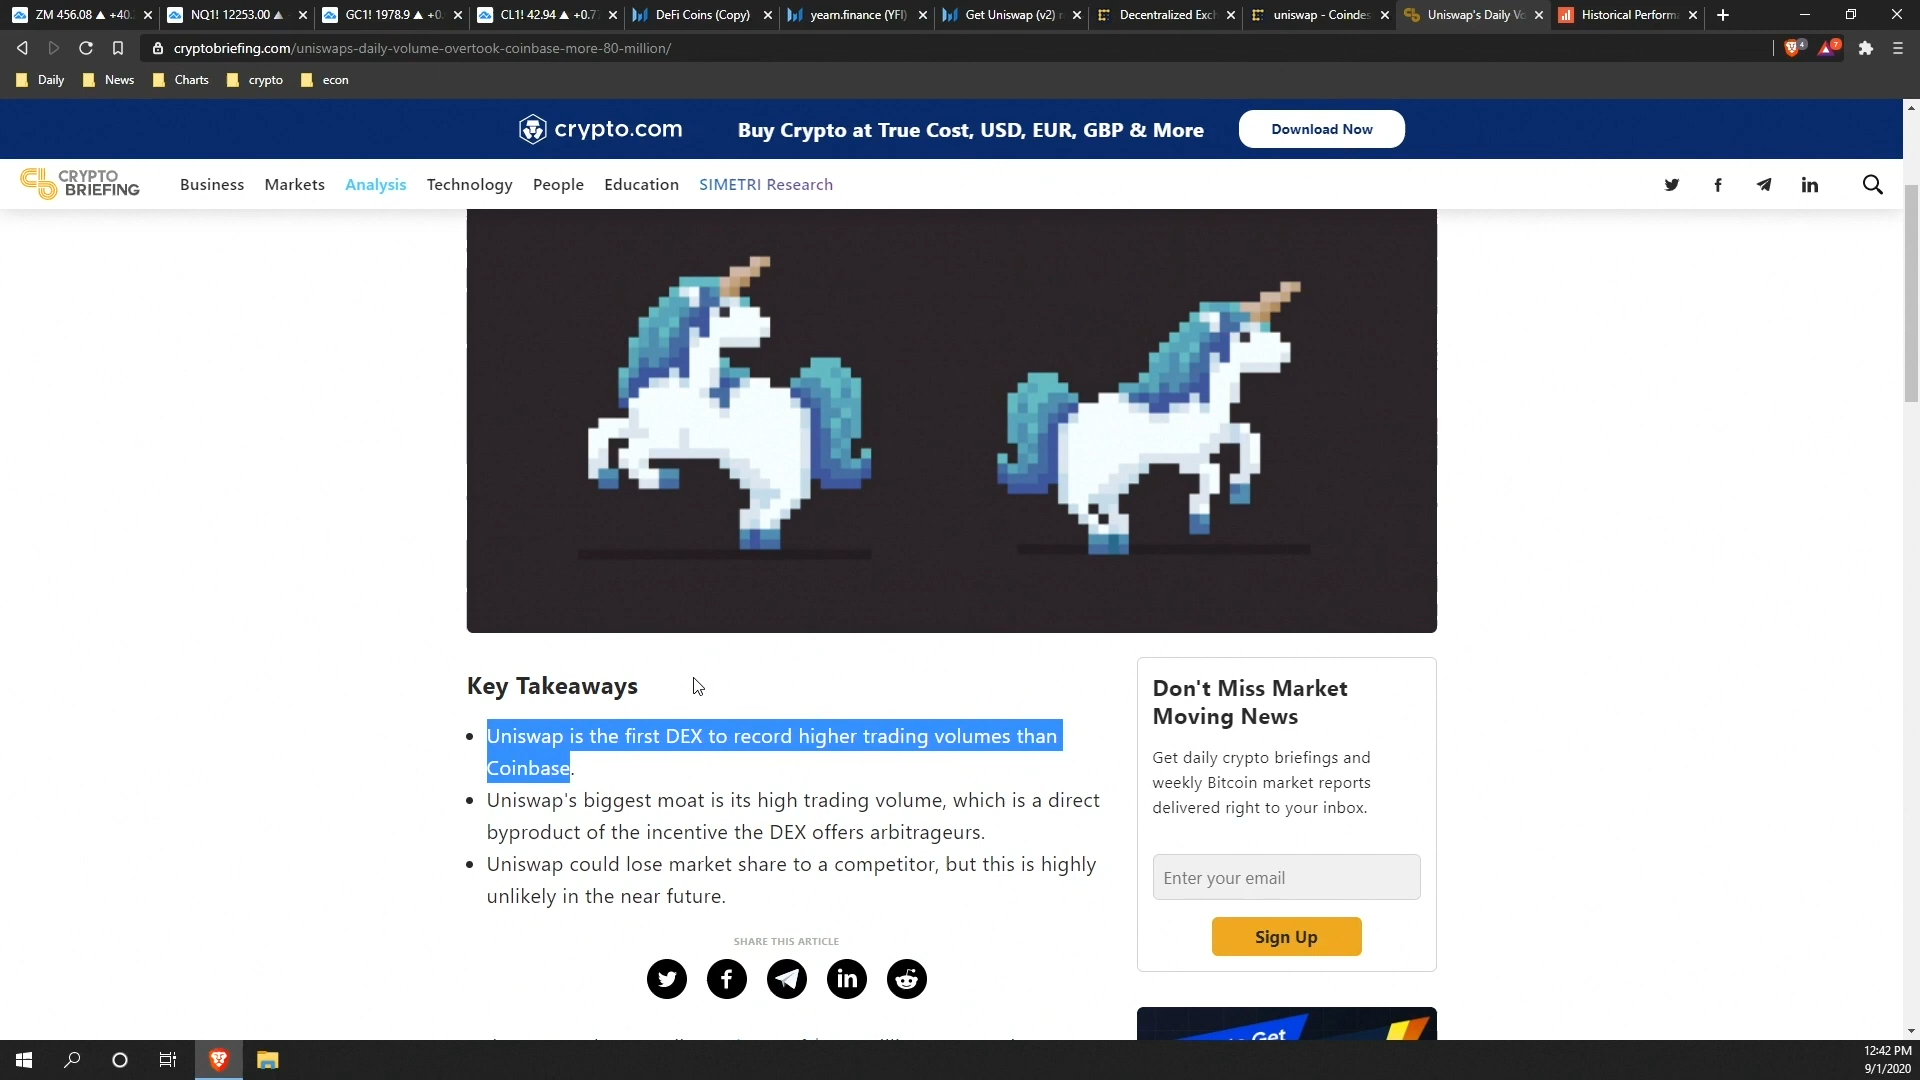 ZM 456.08 ▲ +40.
NQ1! 12253.00 ▲
GC1! 1978.9 ▲ +0.
CL1! 42.94 ▲ +0.7
DeFi Coins (Copy)
yearn.finance (YFI)
Get Uniswap (v2)
Decentralized Exc
uniswap - Coindes
Uniswap's Daily Vo
Historical Perform
cryptobriefing.com/uniswaps-daily-volume-overtook-coinbase-more-80-million/
4
7
Daily
News
Charts
crypto
econ
crypto.com
Buy Crypto at True Cost, USD, EUR, GBP & More
Download Now
CRYPTO
BRIEFING
Business
Markets
Analysis
Technology
People
Education
SIMETRI Research
Key Takeaways
Uniswap is the first DEX to record higher trading volumes than
Coinbase.
Uniswap's biggest moat is its high trading volume, which is a direct
byproduct of the incentive the DEX offers arbitrageurs.
Uniswap could lose market share to a competitor, but this is highly
unlikely in the near future.
SHARE THIS ARTICLE
Don't Miss Market
Moving News
Get daily crypto briefings and
weekly Bitcoin market reports
delivered right to your inbox.
Enter your email
Sign Up
Get
12:42 PM
9/1/2020